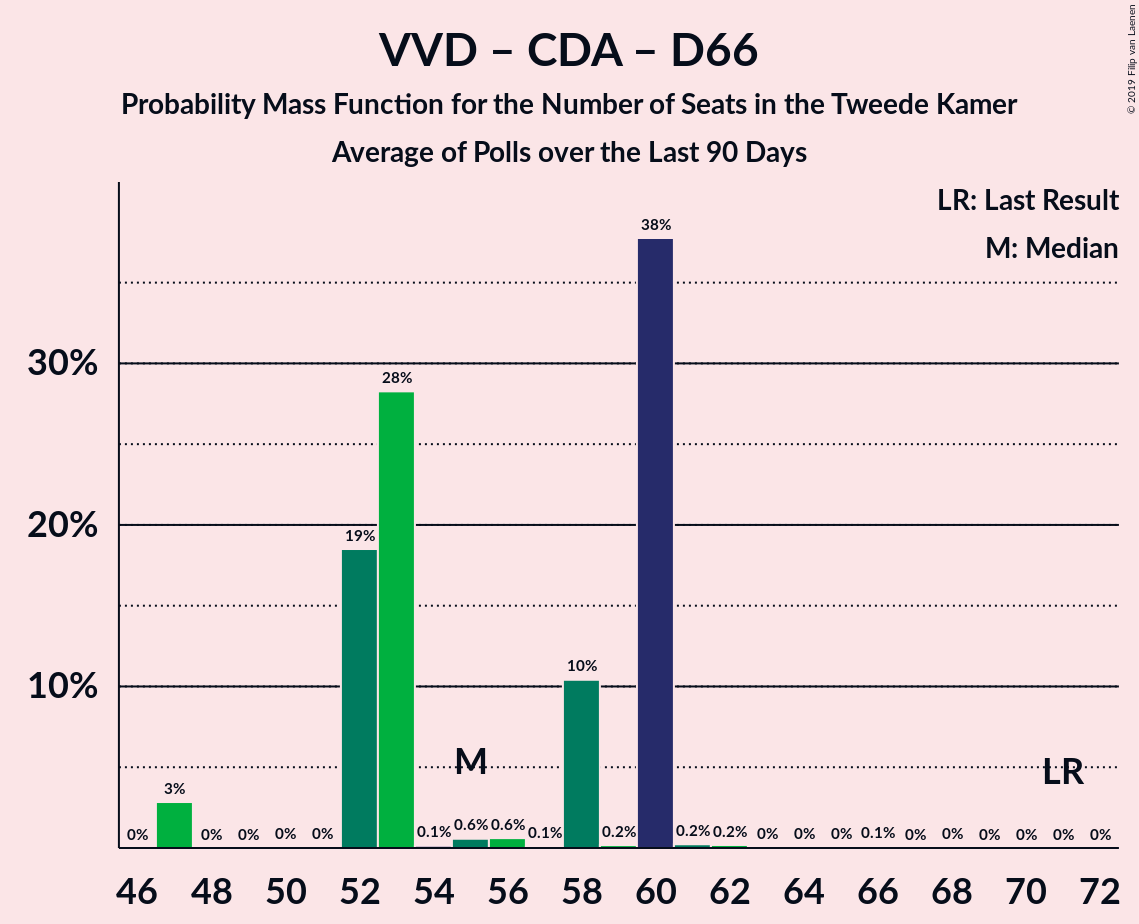 © 2019 Filip van Laenen
VVD – CDA – D66
Probability Mass Function for the Number of Seats in the Tweede Kamer
Average of Polls over the Last 90 Days
LR: Last Result
M: Median
30%
20%
10%
0% 3% 0% 0% 0% 0% 19% 28% 0.1% 0.6% 0.6% 0.1% 10% 0.2% 38% 0.2% 0.2% 0% 0% 0% 0.1% 0% 0% 0% 0% 0% 0%
M
LR
46 48 50 52 54 56 58 60 62 64 66 68 70 72